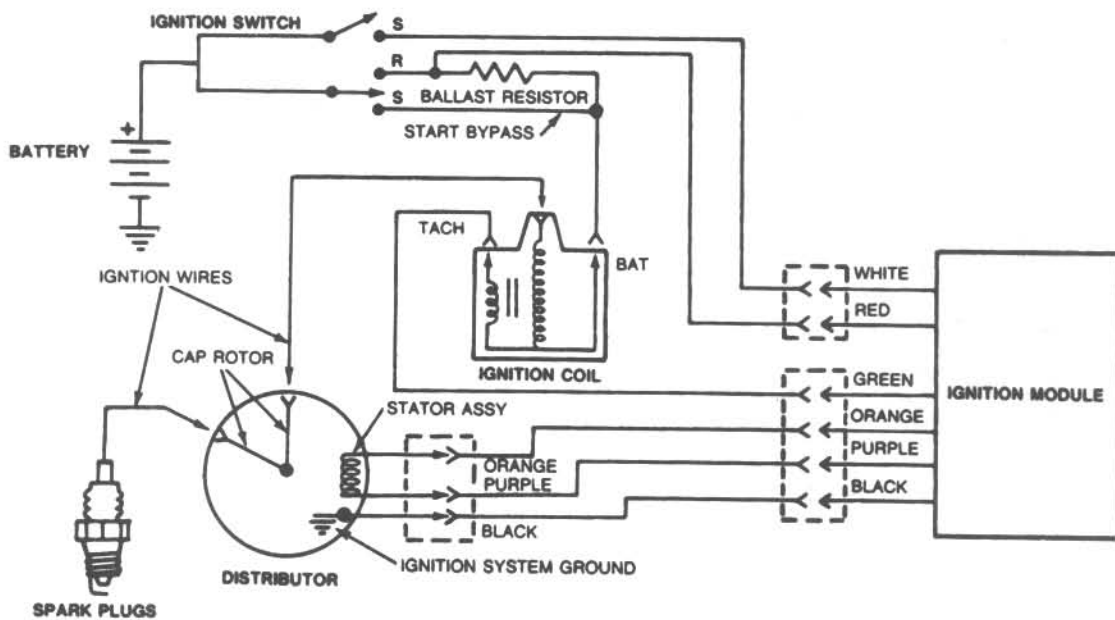 IGNITION SWITCH
S
R
BALLAST RESISTOR
S
START BYPASS
+
BATTERY
TACH
BAT
IGNTION WIRES
WHITE
RED
CAP ROTOR
IGNITION COIL
GREEN
IGNITION MODULE
STATOR ASSY
ORANGE
ORANGE
PURPLE
PURPLE
BLACK
BLACK
IGNITION SYSTEM GROUND
DISTRIBUTOR
SPARK PLUGS